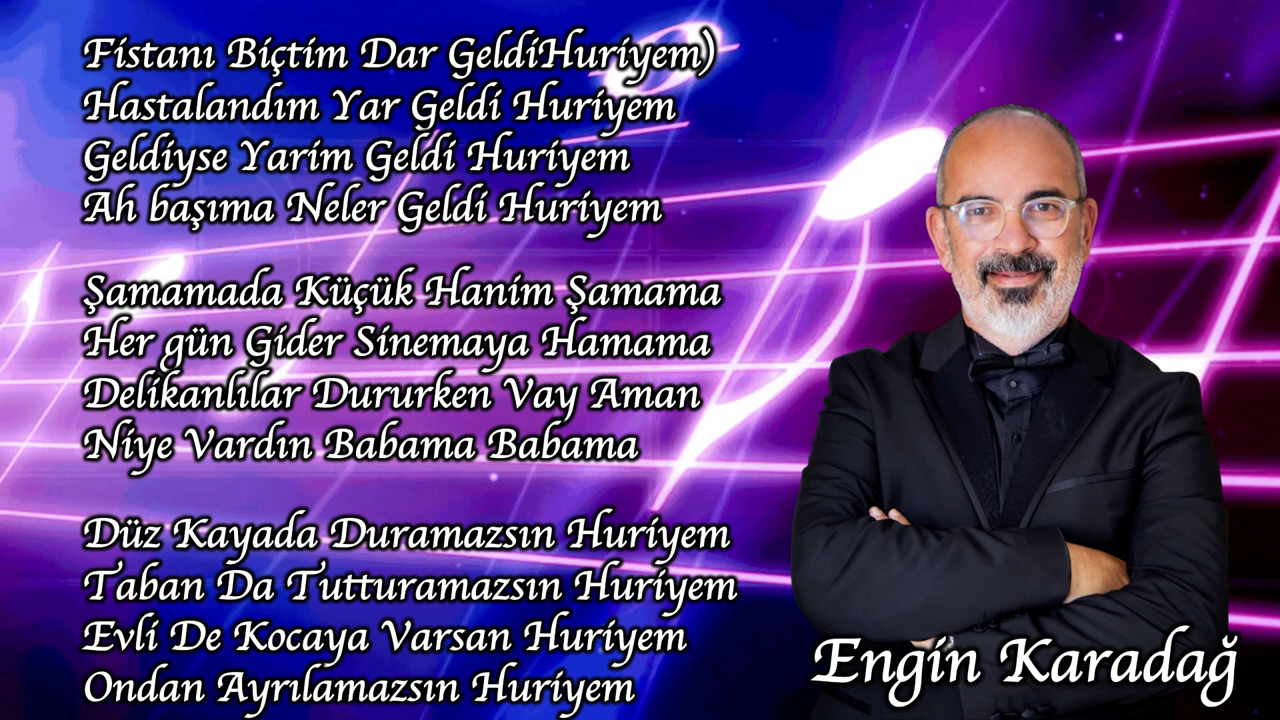 Fistanı Biçtim Dar GeldiHuriyem)
Hastalandım Yar Geldi Huriyem
Geldiyse Yarim Geldi Huriyem
Ah başıma Neler Geldi Huriyem
Şamamada Küçük Hanim Şamama
Her gün Gider Sinemaya Hamama
Delikanlılar Dururken Vay Aman
Niye Vardın Babama Babama
Düz Kayada Duramazsın Huriyem
Taban Da Tutturamazsın Huriyem
Evli De Kocaya Varsan Huriyem
Ondan Ayrılamazsın Huriyem
Engin Karadağ